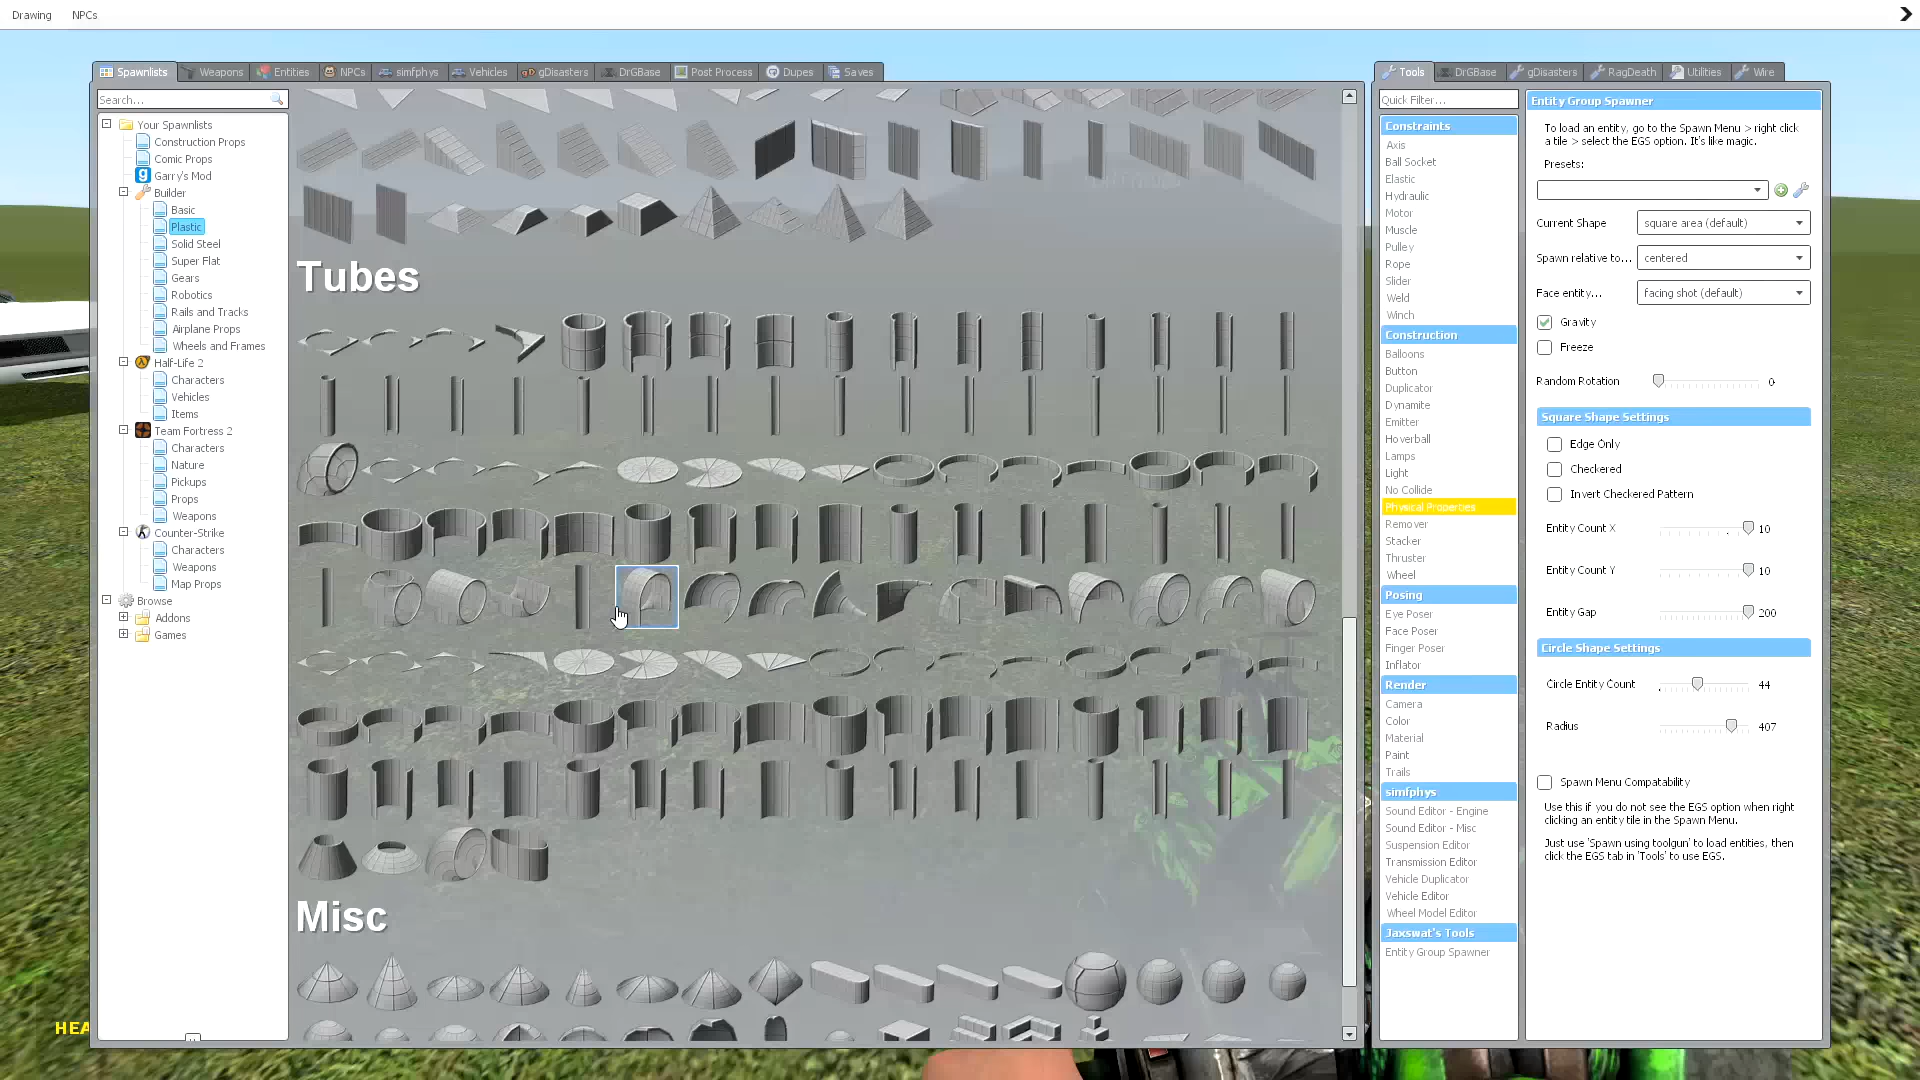 Drawing NPCs
Spawnlists Weapons Entities NPCs simfphys Vehicles gDisasters DrGBase Post Process Dupes Saves
Search...
Your Spawnlists
Construction Props
Comic Props
Garry's Mod
Builder
Basic
Plastic
Solid Steel
Super Flat
Gears
Robotics
Rails and Tracks
Airplane Props
Wheels and Frames
Half-Life 2
Characters
Vehicles
Items
Team Fortress 2
Characters
Nature
Pickups
Props
Weapons
Counter-Strike
Characters
Weapons
Map Props
Browse
Addons
Games
Tubes
Misc
HEA
Tools DrGBase gDisasters RagDeath Utilities Wire
Quick Filter...
Constraints
Axis
Ball Socket
Elastic
Hydraulic
Motor
Muscle
Pulley
Rope
Slider
Weld
Winch
Construction
Balloons
Button
Duplicator
Dynamite
Emitter
Hoverball
Lamps
Light
No Collide
Physical Properties
Remover
Stacker
Thruster
Wheel
Posing
Eye Poser
Face Poser
Finger Poser
Inflator
Render
Camera
Color
Material
Paint
Trails
simfphys
Sound Editor - Engine
Sound Editor - Misc
Suspension Editor
Transmission Editor
Vehicle Duplicator
Vehicle Editor
Wheel Model Editor
Jaxswat's Tools
Entity Group Spawner
Entity Group Spawner
To load an entity, go to the Spawn Menu > right click
a tile > select the EGS option. It's like magic.
Presets:
Current Shape square area (default)
Spawn relative to... centered
Face entity... facing shot (default)
Gravity
Freeze
Random Rotation 0
Square Shape Settings
Edge Only
Checkered
Invert Checkered Pattern
Entity Count X 10
Entity Count Y 10
Entity Gap 200
Circle Shape Settings
Circle Entity Count 44
Radius 407
Spawn Menu Compatability
Use this if you do not see the EGS option when right
clicking an entity tile in the Spawn Menu.
Just use 'Spawn using toolgun' to load entities, then
click the EGS tab in 'Tools' to use EGS.